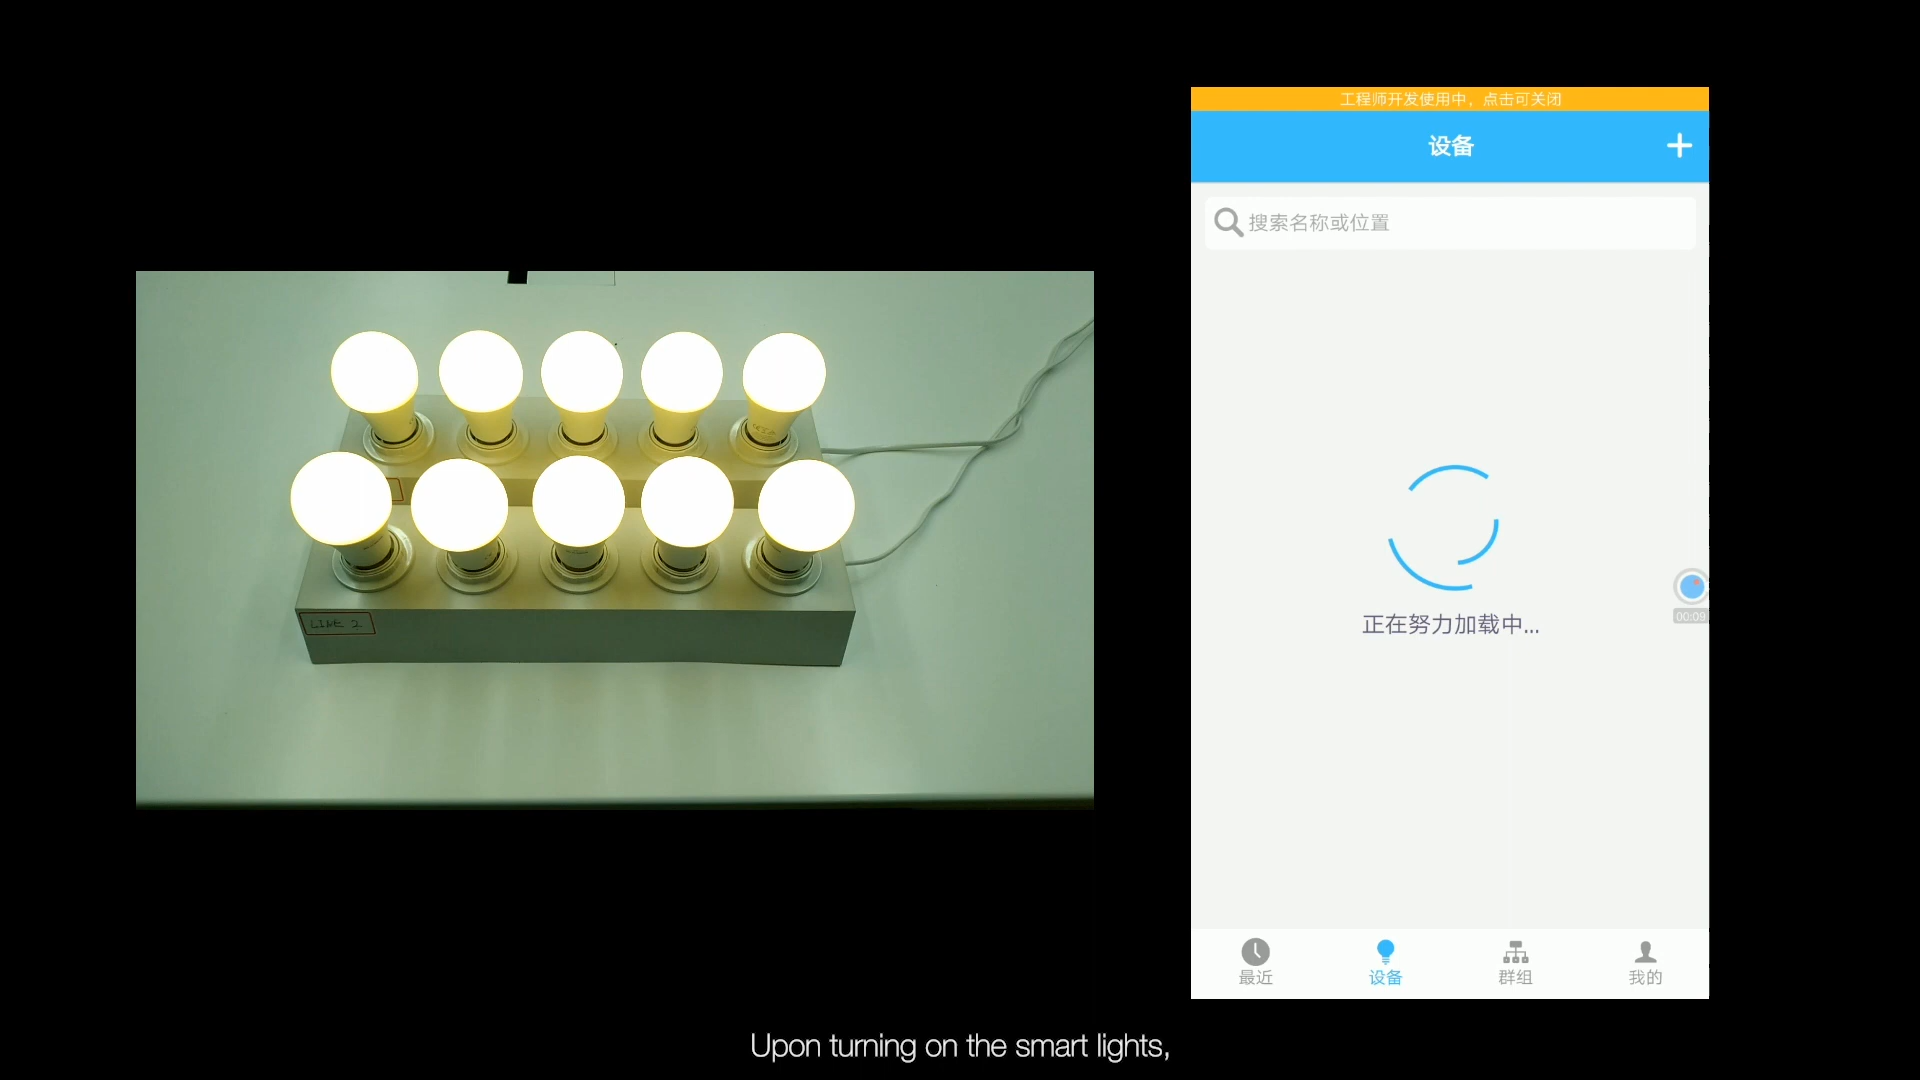 工程师开发使用中，点击可关闭
设备
搜索名称或位置
LINE 2
正在努力加载中...
00:09
最近
设备
群组
我的
Upon turning on the smart lights,